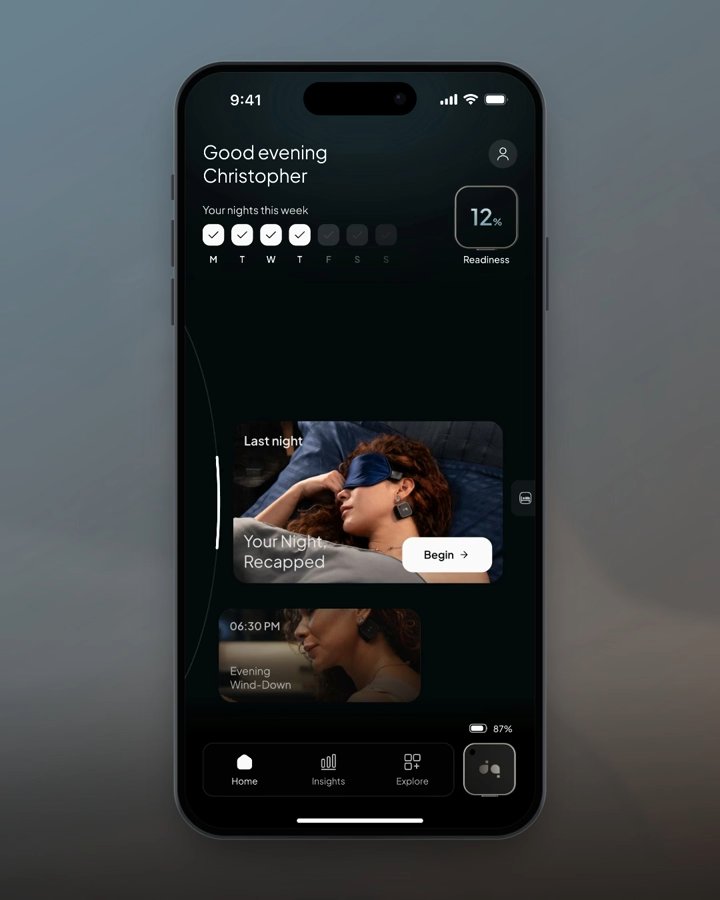 9:41
Good evening
Christopher
Your nights this week
M T W T F S S
12%
Readiness
Last night
Your Night,
Recapped
Begin →
06:30 PM
Evening
Wind-Down
87%
Home
Insights
Explore